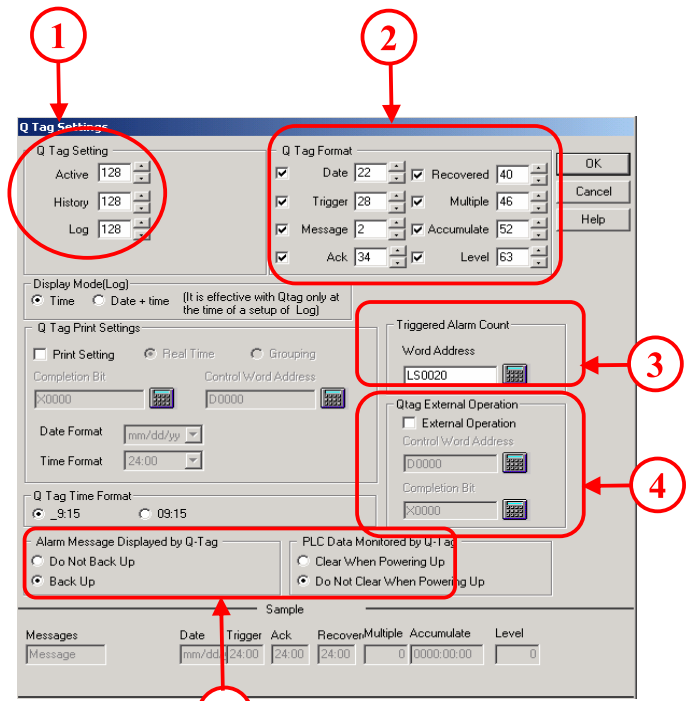 1
2
Q Tag Settings
Q Tag Setting
Active 128
History 128
Log 128
Q Tag Format
Date 22 Recovered 40
Trigger 28 Multiple 46
Message 2 Accumulate 52
Ack 34 Level 63
OK
Cancel
Help
Display Mode(Log)
Time Date + time (It is effective with Qtag only at
the time of a setup of Log)
Q Tag Print Settings
Print Setting Real Time Grouping
Completion Bit Control Word Address
X0000 D0000
Date Format mm/dd/yy
Time Format 24:00
Triggered Alarm Count
Word Address
LS0020
3
Qtag External Operation
External Operation
Control Word Address
D0000
Completion Bit
X0000
4
Q Tag Time Format
_9:15 09:15
Alarm Message Displayed by Q-Tag
Do Not Back Up
Back Up
PLC Data Monitored by Q-Tag
Clear When Powering Up
Do Not Clear When Powering Up
Sample
Messages Date Trigger Ack Recover Multiple Accumulate Level
Message mm/dd/ 24:00 24:00 24:00 0 0000:00:00 0